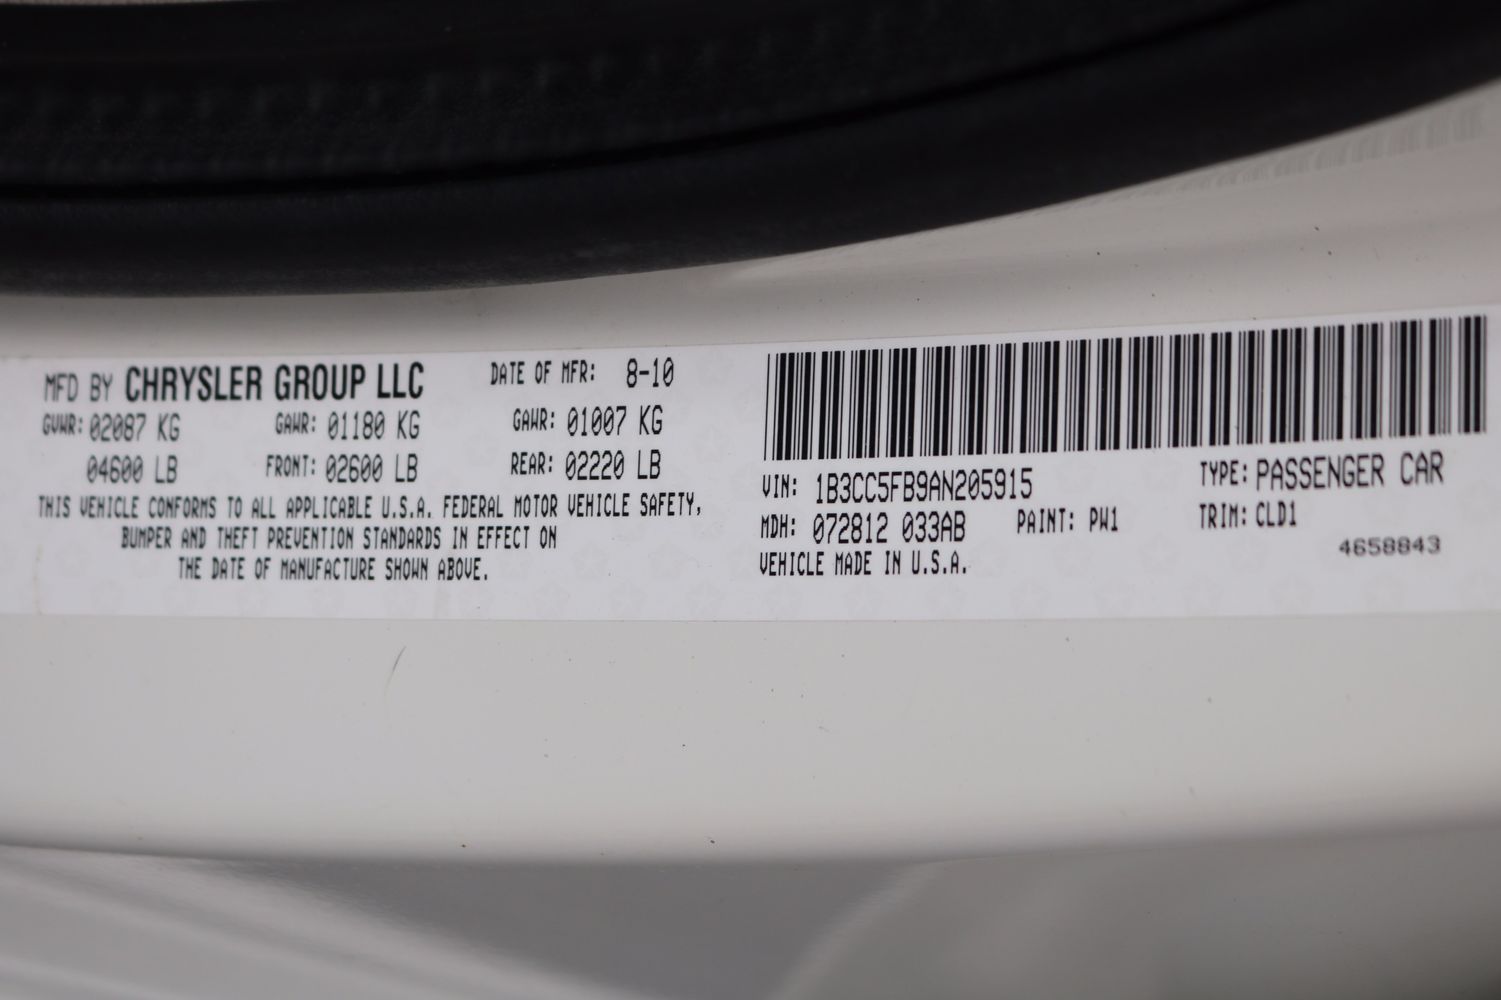 MFD BY CHRYSLER GROUP LLC DATE OF MFR: 8-10
GVWR: 02087 KG GAWR: 01180 KG GAWR: 01007 KG
04600 LB FRONT: 02600 LB REAR: 02220 LB
THIS VEHICLE CONFORMS TO ALL APPLICABLE U.S.A. FEDERAL MOTOR VEHICLE SAFETY,
BUMPER AND THEFT PREVENTION STANDARDS IN EFFECT ON
THE DATE OF MANUFACTURE SHOWN ABOVE.
VIN: 1B3CC5FB9AN205915 TYPE: PASSENGER CAR
MDH: 072812 033AB PAINT: PW1 TRIM: CLD1
VEHICLE MADE IN U.S.A.
4658843